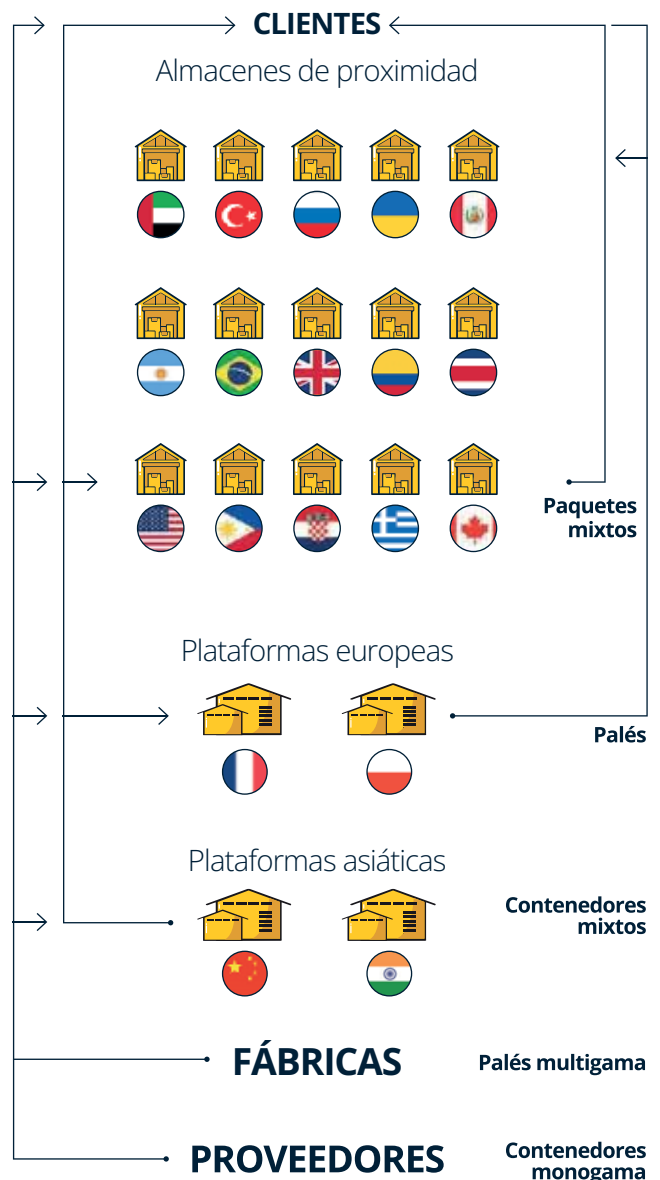 CLIENTES
Almacenes de proximidad
Paquetes
mixtos
Plataformas europeas
Palés
Plataformas asiáticas
Contenedores
mixtos
FÁBRICAS
Palés multigama
PROVEEDORES
Contenedores
monogama